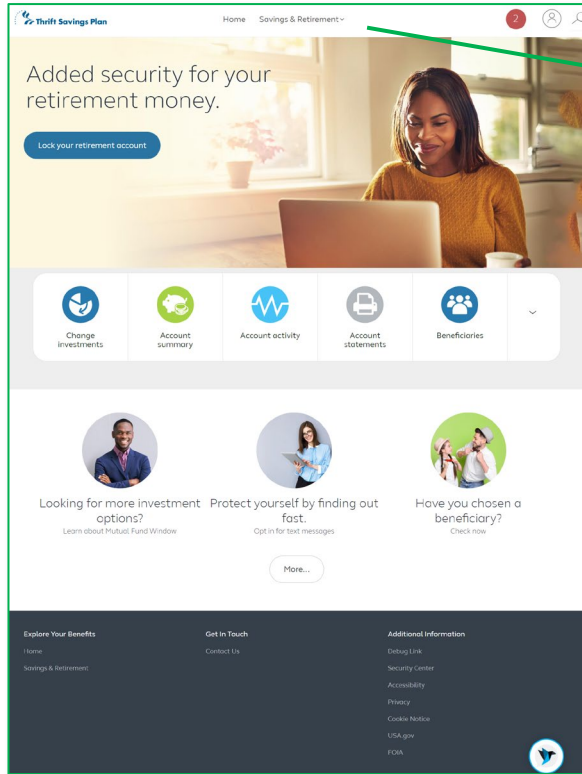 Thrift Savings Plan
Home Savings & Retirement
2
Added security for your
retirement money.
Lock your retirement account
Change
investments
Account
summary
Account activity
Account
statements
Beneficiaries
Looking for more investment
options?
Learn about Mutual Fund Window
Protect yourself by finding out
fast.
Opt in for text messages
Have you chosen a
beneficiary?
Check now
More...
Explore Your Benefits
Home
Savings & Retirement
Get In Touch
Contact Us
Additional Information
Debug Link
Security Center
Accessibility
Privacy
Cookie Notice
USA.gov
FOIA